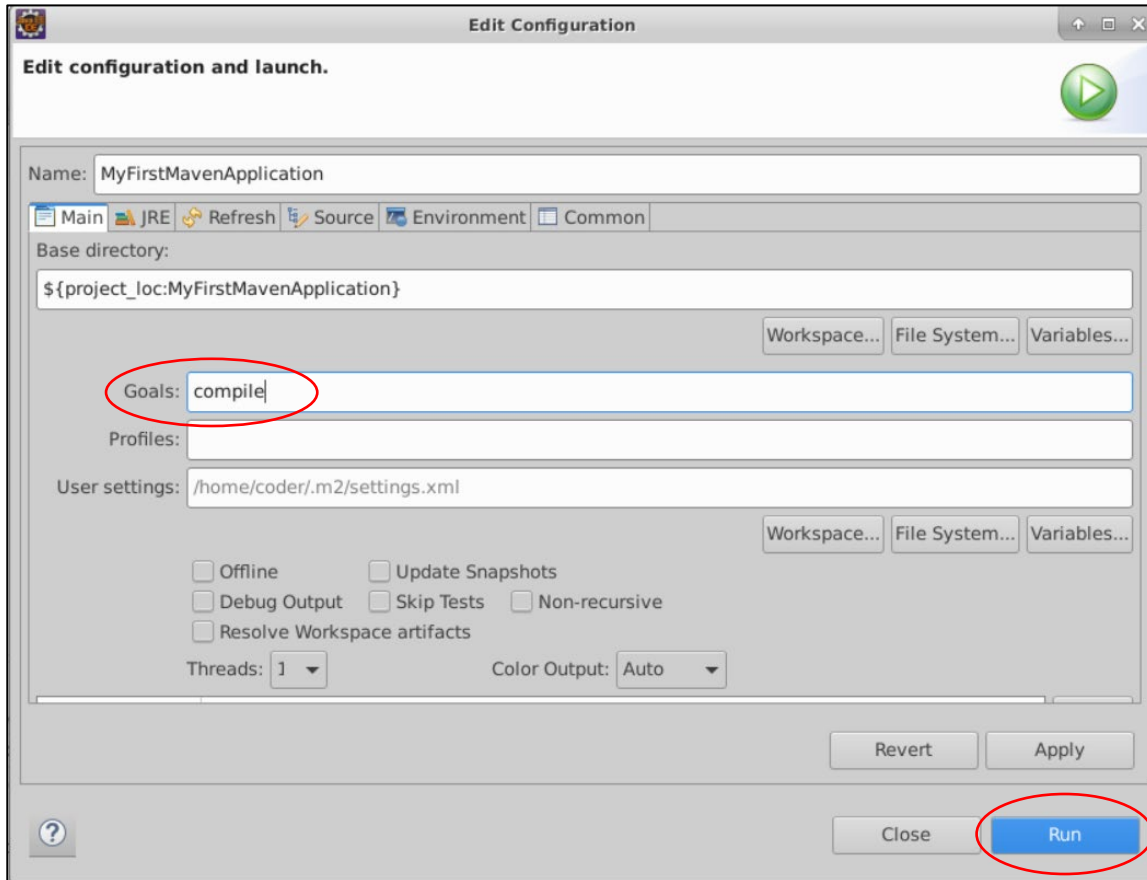 Edit Configuration
Edit configuration and launch.
Name: MyFirstMavenApplication
Main JRE Refresh Source Environment Common
Base directory:
${project_loc:MyFirstMavenApplication}
Workspace... File System... Variables...
Goals: compile
Profiles:
User settings: /home/coder/.m2/settings.xml
Workspace... File System... Variables...
Offline Update Snapshots
Debug Output Skip Tests Non-recursive
Resolve Workspace artifacts
Threads: 1 Color Output: Auto
Revert Apply
? Close Run